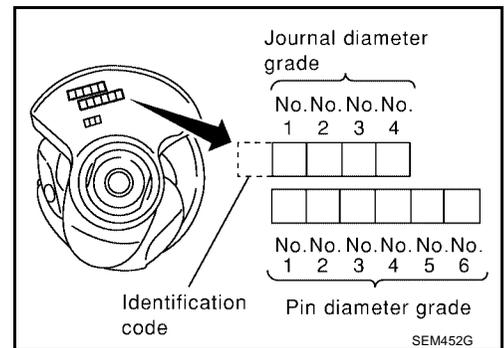 Journal diameter
grade
No. No. No. No.
1 2 3 4
No. No. No. No. No. No.
1 2 3 4 5 6
Identification
code
Pin diameter grade
SEM452G